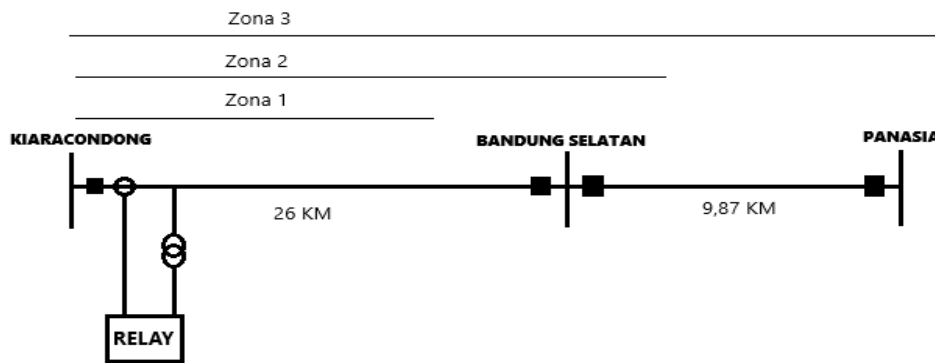 Zona 3
Zona 2
Zona 1
KIARACONDONG
BANDUNG SELATAN
PANASIA
26 KM
9,87 KM
RELAY